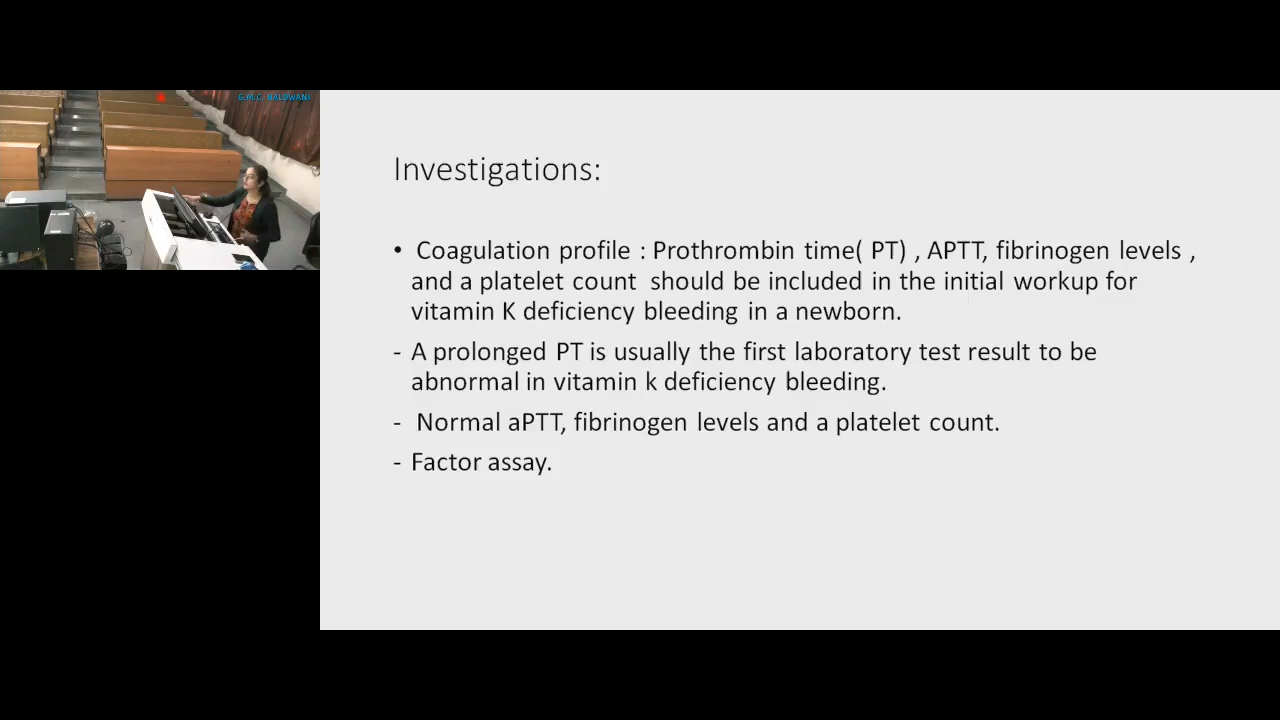 G.M.C. HALDWANI
Investigations:
• Coagulation profile : Prothrombin time( PT) , APTT, fibrinogen levels ,
and a platelet count should be included in the initial workup for
vitamin K deficiency bleeding in a newborn.
- A prolonged PT is usually the first laboratory test result to be
abnormal in vitamin k deficiency bleeding.
- Normal aPTT, fibrinogen levels and a platelet count.
- Factor assay.